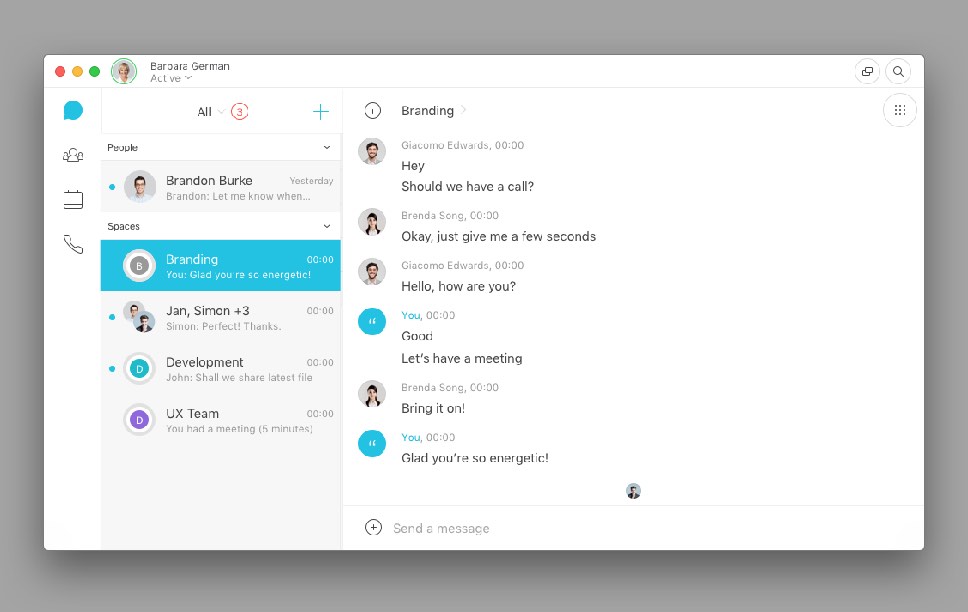 Barbara German
Active
All 3
People
Brandon Burke Yesterday
Brandon: Let me know when...
Spaces
B
Branding 00:00
You: Glad you're so energetic!
Jan, Simon +3 00:00
Simon: Perfect! Thanks.
D
Development 00:00
John: Shall we share latest file
D
UX Team 00:00
You had a meeting (5 minutes)
Branding
Giacomo Edwards, 00:00
Hey
Should we have a call?
Brenda Song, 00:00
Okay, just give me a few seconds
Giacomo Edwards, 00:00
Hello, how are you?
You, 00:00
Good
Let's have a meeting
Brenda Song, 00:00
Bring it on!
You, 00:00
Glad you're so energetic!
Send a message